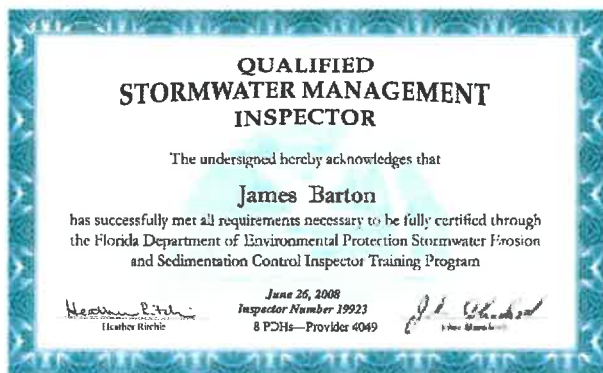 QUALIFIED
STORMWATER MANAGEMENT
INSPECTOR
The undersigned hereby acknowledges that
James Barton
has successfully met all requirements necessary to be fully certified through
the Florida Department of Environmental Protection Stormwater Erosion
and Sedimentation Control Inspector Training Program
June 26, 2008
Inspector Number 19923
8 PDHs—Provider 4049
Heather Ritchie
Heather Ritchie